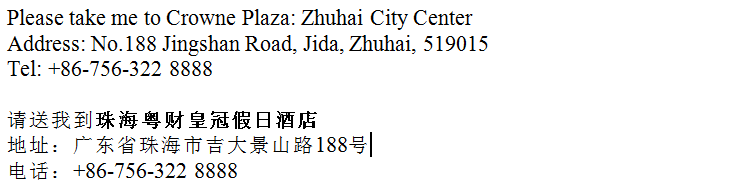 Please take me to Crowne Plaza: Zhuhai City Center
Address: No.188 Jingshan Road, Jida, Zhuhai, 519015
Tel: +86-756-322 8888
请送我到珠海粤财皇冠假日酒店
地址：广东省珠海市吉大景山路188号
电话：+86-756-322 8888